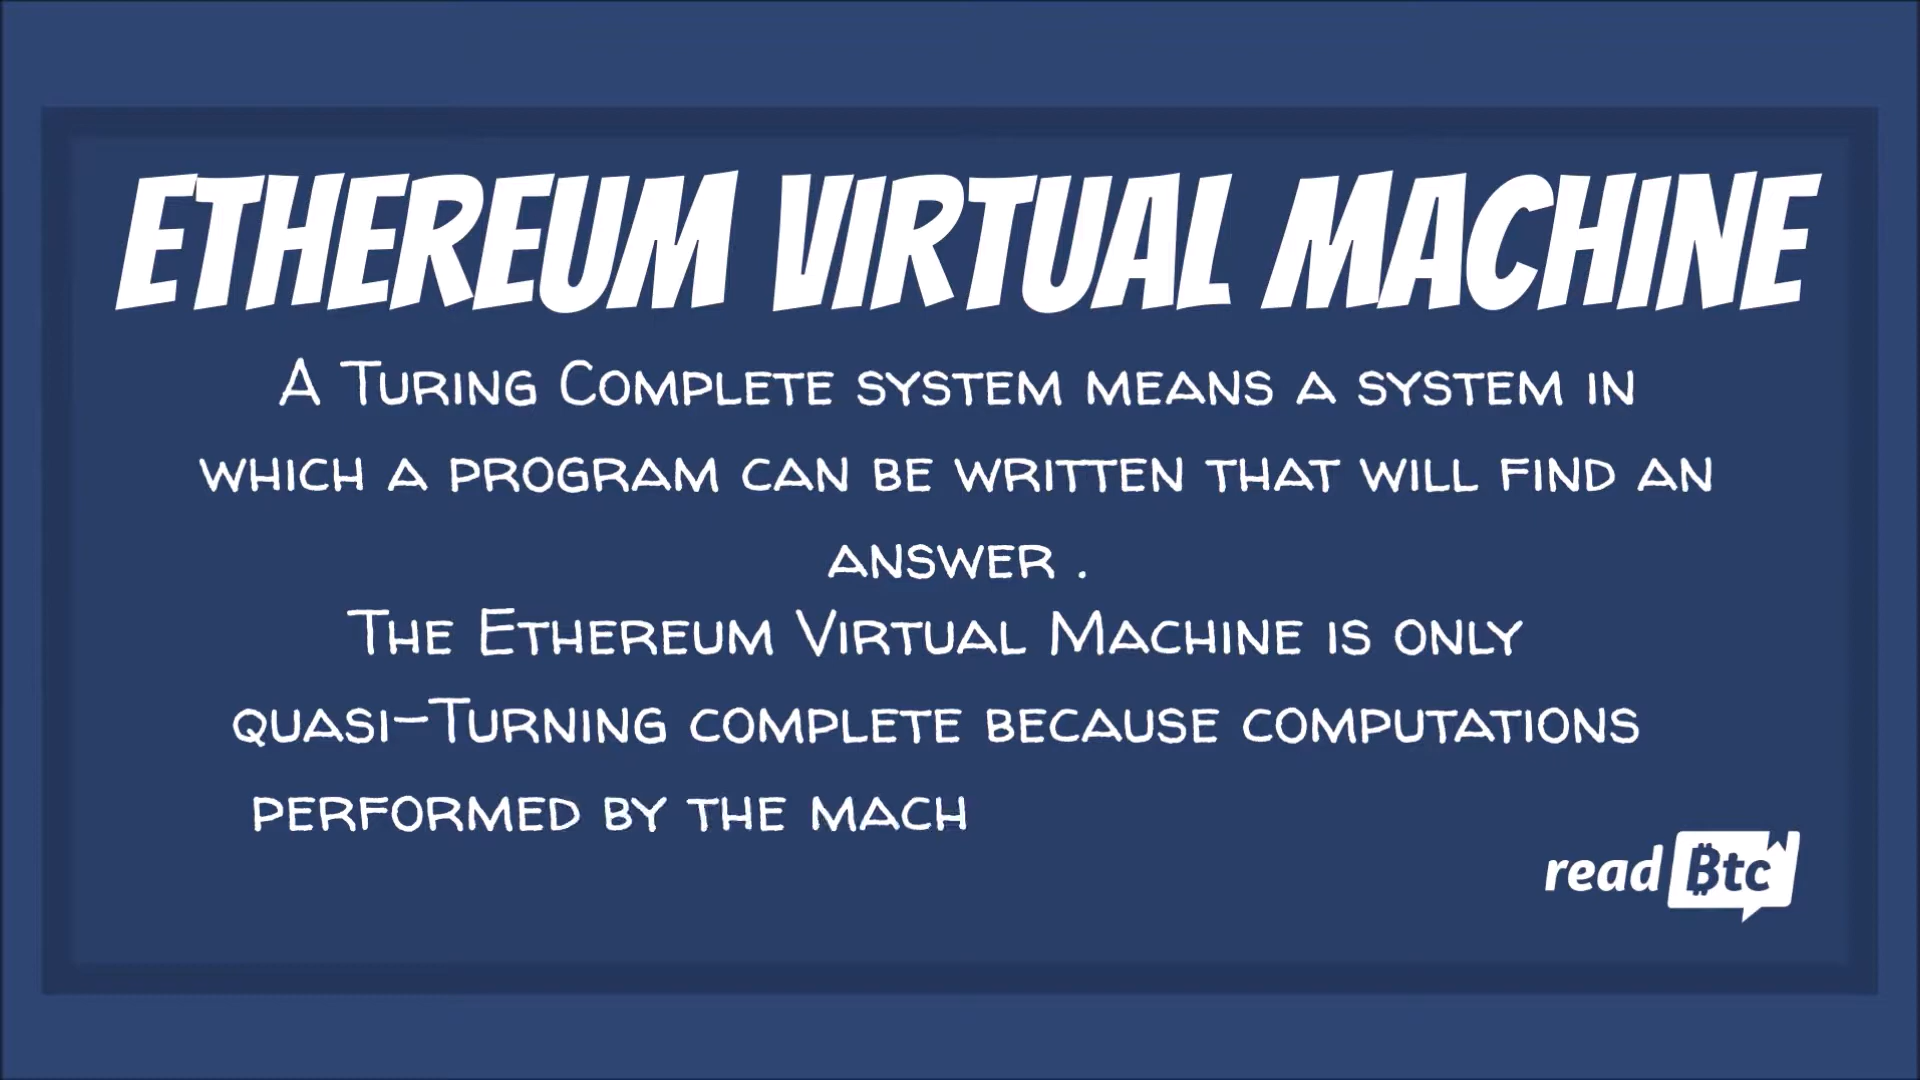 ETHEREUM VIRTUAL MACHINE
A Turing Complete system means a system in
which a program can be written that will find an
answer .
The Ethereum Virtual Machine is only
quasi-Turning complete because computations
performed by the mach
read Btc